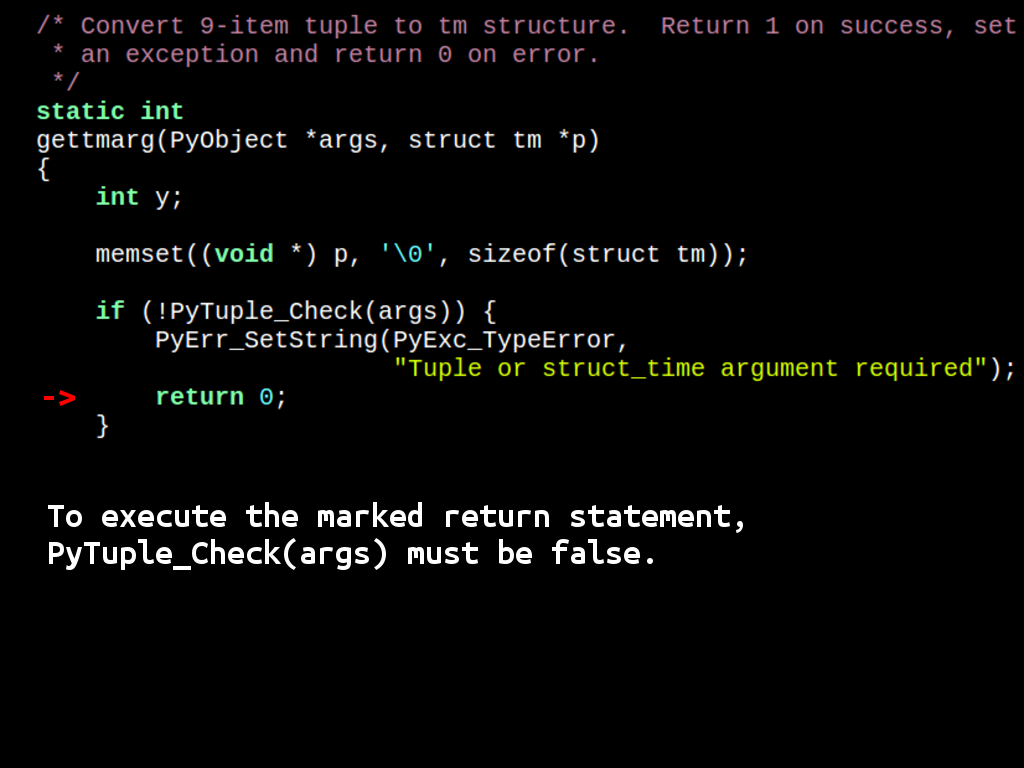 /* Convert 9-item tuple to tm structure.  Return 1 on success, set
 * an exception and return 0 on error.
 */
static int
gettmarg(PyObject *args, struct tm *p)
{
    int y;
    memset((void *) p, '\0', sizeof(struct tm));
    if (!PyTuple_Check(args)) {
        PyErr_SetString(PyExc_TypeError,
                        "Tuple or struct_time argument required");
->      return 0;
    }
To execute the marked return statement,
PyTuple_Check(args) must be false.